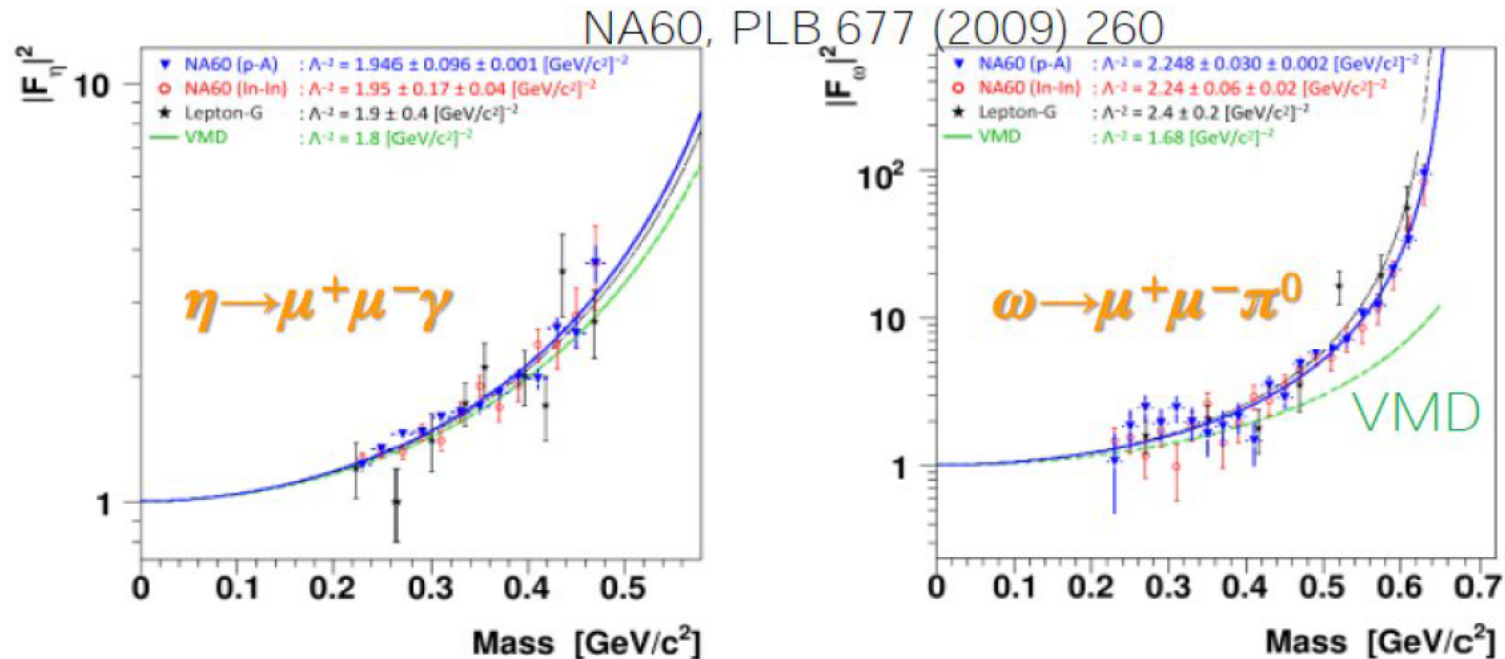 NA60, PLB 677 (2009) 260
|F_η|²
10
1
NA60 (p-A) : Λ⁻² = 1.946 ± 0.096 ± 0.001 [GeV/c²]⁻²
NA60 (In-In) : Λ⁻² = 1.95 ± 0.17 ± 0.04 [GeV/c²]⁻²
Lepton-G : Λ⁻² = 1.9 ± 0.4 [GeV/c²]⁻²
VMD : Λ⁻² = 1.8 [GeV/c²]⁻²
η→μ⁺μ⁻γ
0 0.1 0.2 0.3 0.4 0.5
Mass [GeV/c²]
|F_ω|²
10²
10
1
NA60 (p-A) : Λ⁻² = 2.248 ± 0.030 ± 0.002 [GeV/c²]⁻²
NA60 (In-In) : Λ⁻² = 2.24 ± 0.06 ± 0.02 [GeV/c²]⁻²
Lepton-G : Λ⁻² = 2.4 ± 0.2 [GeV/c²]⁻²
VMD : Λ⁻² = 1.68 [GeV/c²]⁻²
ω→μ⁺μ⁻π⁰
VMD
0 0.1 0.2 0.3 0.4 0.5 0.6 0.7
Mass [GeV/c²]